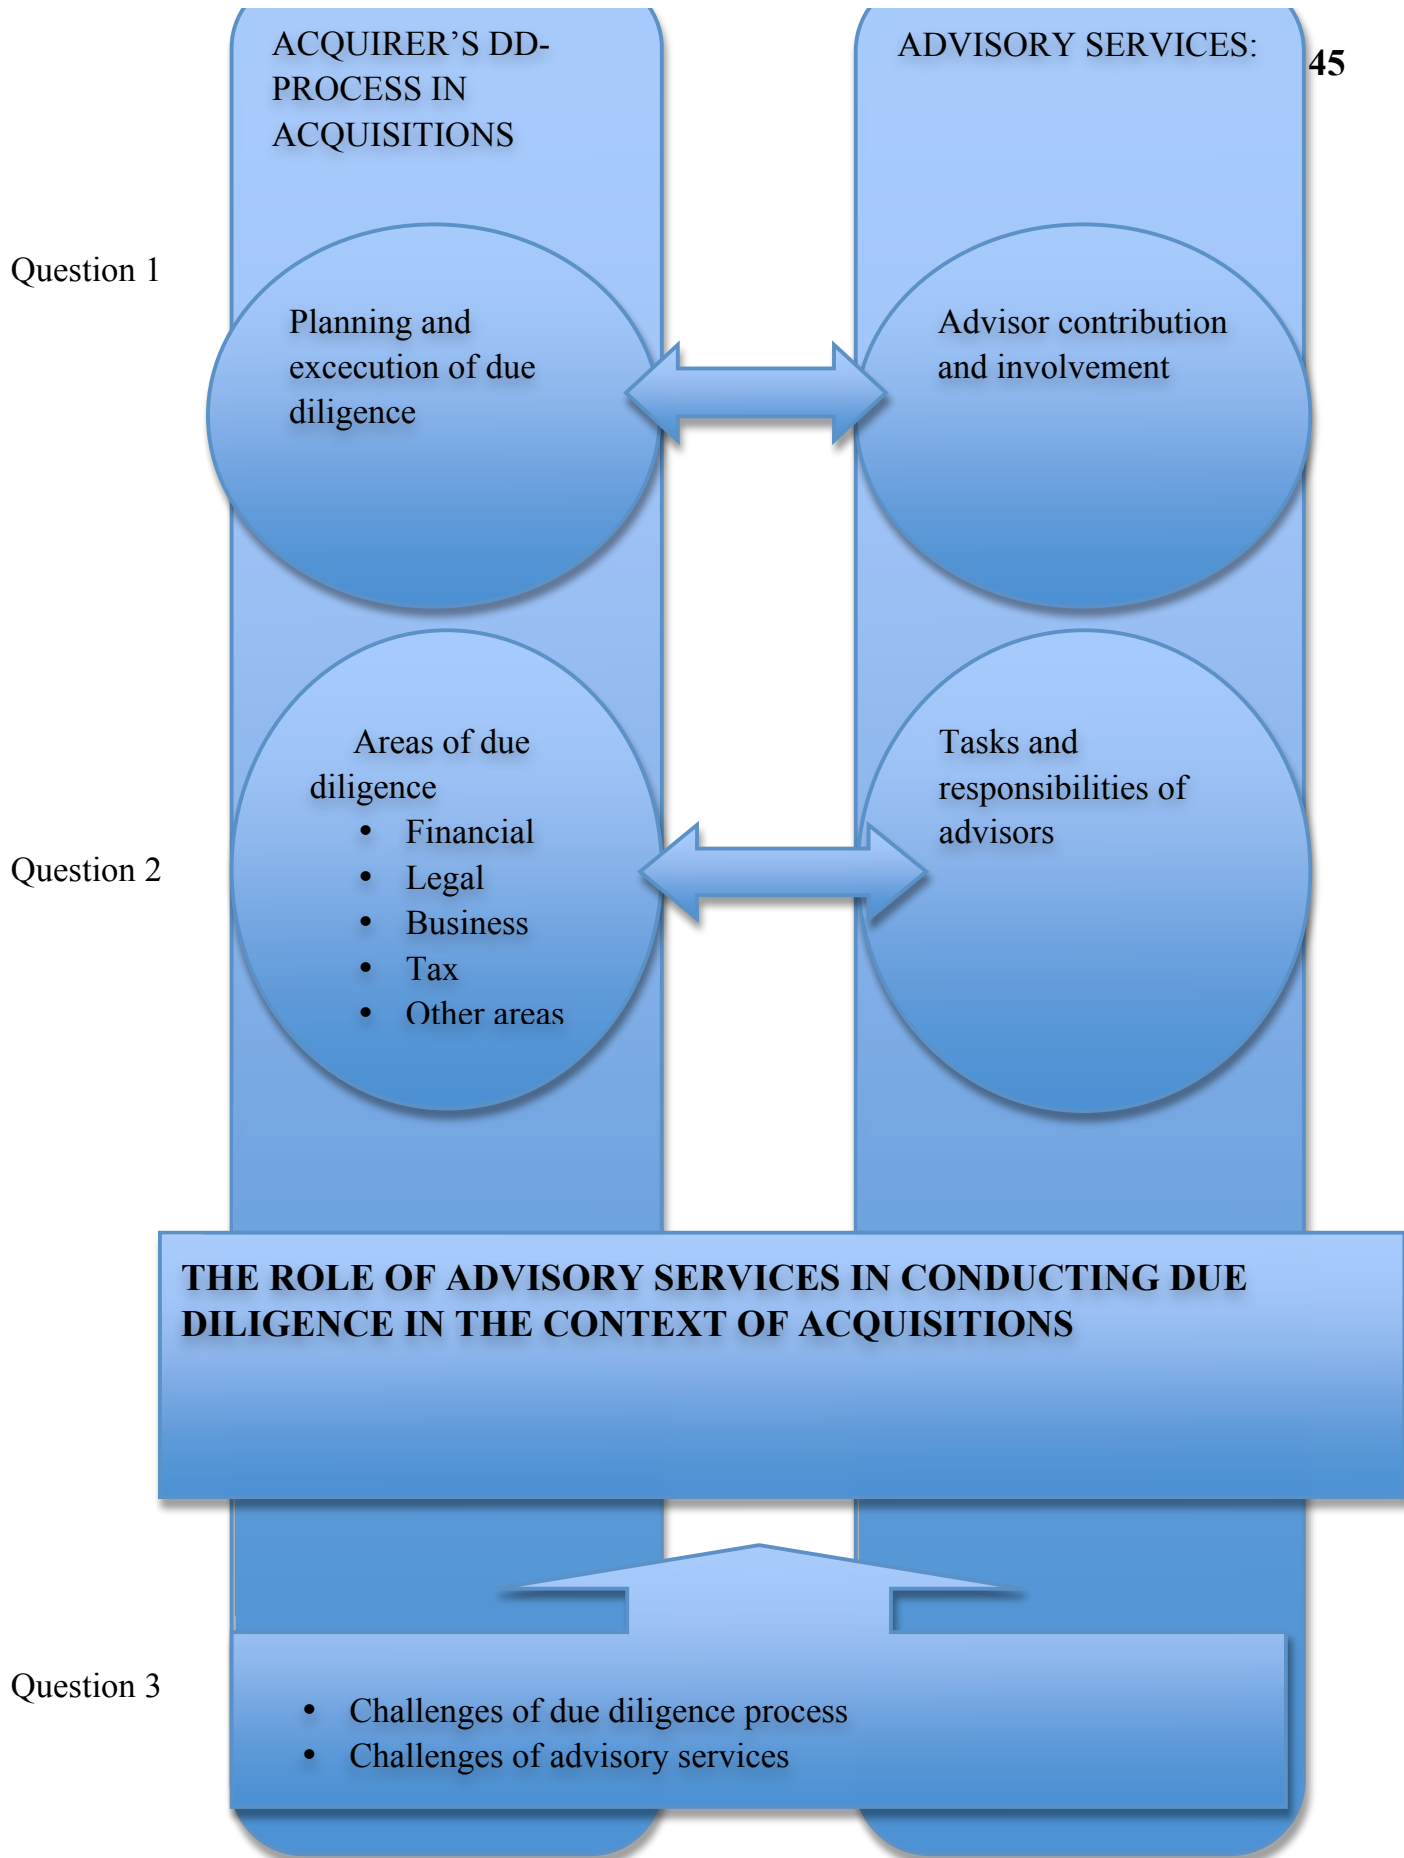 ACQUIRER’S DD-
PROCESS IN
ACQUISITIONS
ADVISORY SERVICES:
45
Question 1
Planning and
excecution of due
diligence
Advisor contribution
and involvement
Question 2
Areas of due
diligence
• Financial
• Legal
• Business
• Tax
• Other areas
Tasks and
responsibilities of
advisors
THE ROLE OF ADVISORY SERVICES IN CONDUCTING DUE
DILIGENCE IN THE CONTEXT OF ACQUISITIONS
Question 3
• Challenges of due diligence process
• Challenges of advisory services